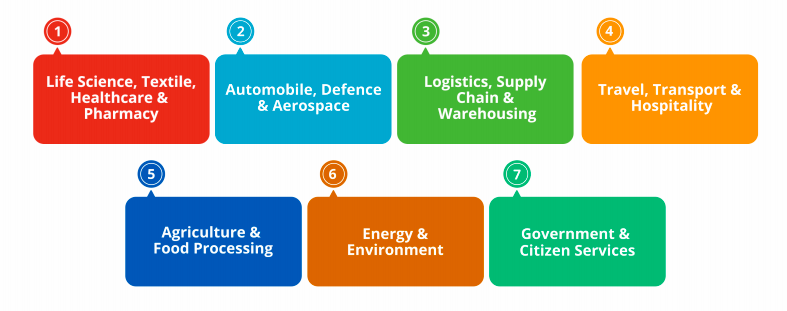 1
Life Science, Textile,
Healthcare &
Pharmacy
2
Automobile, Defence
& Aerospace
3
Logistics, Supply
Chain &
Warehousing
4
Travel, Transport &
Hospitality
5
Agriculture &
Food Processing
6
Energy &
Environment
7
Government &
Citizen Services